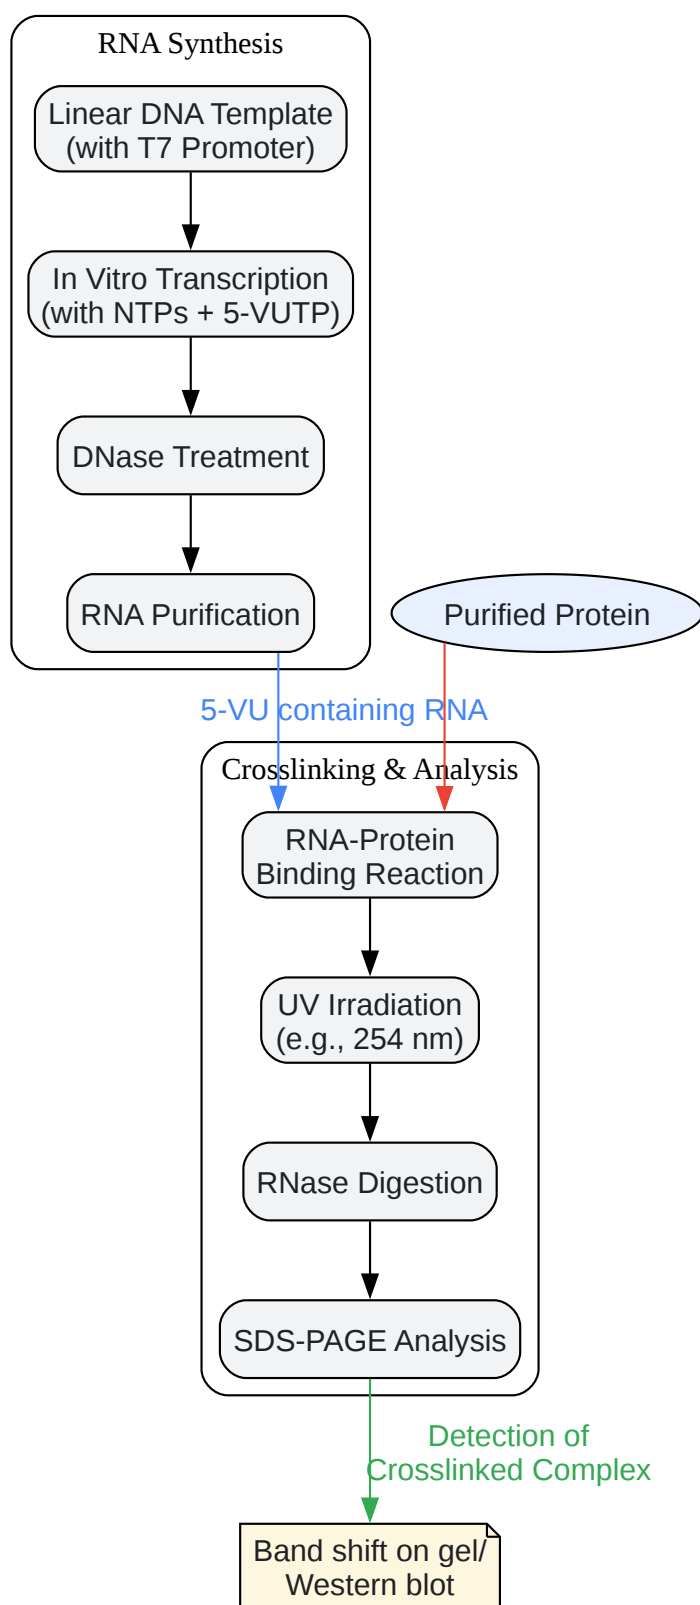 RNA Synthesis
Linear DNA Template
(with T7 Promoter)
In Vitro Transcription
(with NTPs + 5-VUTP)
DNase Treatment
RNA Purification
Purified Protein
5-VU containing RNA
Crosslinking & Analysis
RNA-Protein
Binding Reaction
UV Irradiation
(e.g., 254 nm)
RNase Digestion
SDS-PAGE Analysis
Detection of
Crosslinked Complex
Band shift on gel/
Western blot